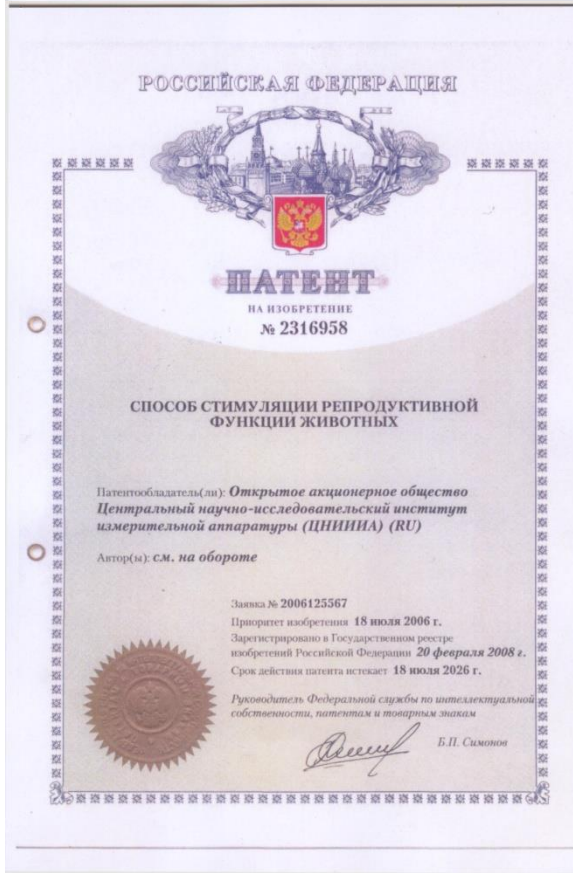 РОССИЙСКАЯ ФЕДЕРАЦИЯ
ПАТЕНТ
НА ИЗОБРЕТЕНИЕ
№ 2316958
СПОСОБ СТИМУЛЯЦИИ РЕПРОДУКТИВНОЙ
ФУНКЦИИ ЖИВОТНЫХ
Патентообладатель(ли): Открытое акционерное общество
Центральный научно-исследовательский институт
измерительной аппаратуры (ЦНИИИА) (RU)
Автор(ы): см. на обороте
Заявка № 2006125567
Приоритет изобретения 18 июля 2006 г.
Зарегистрировано в Государственном реестре
изобретений Российской Федерации 20 февраля 2008 г.
Срок действия патента истекает 18 июля 2026 г.
Руководитель Федеральной службы по интеллектуальной
собственности, патентам и товарным знакам
Б.П. Симонов